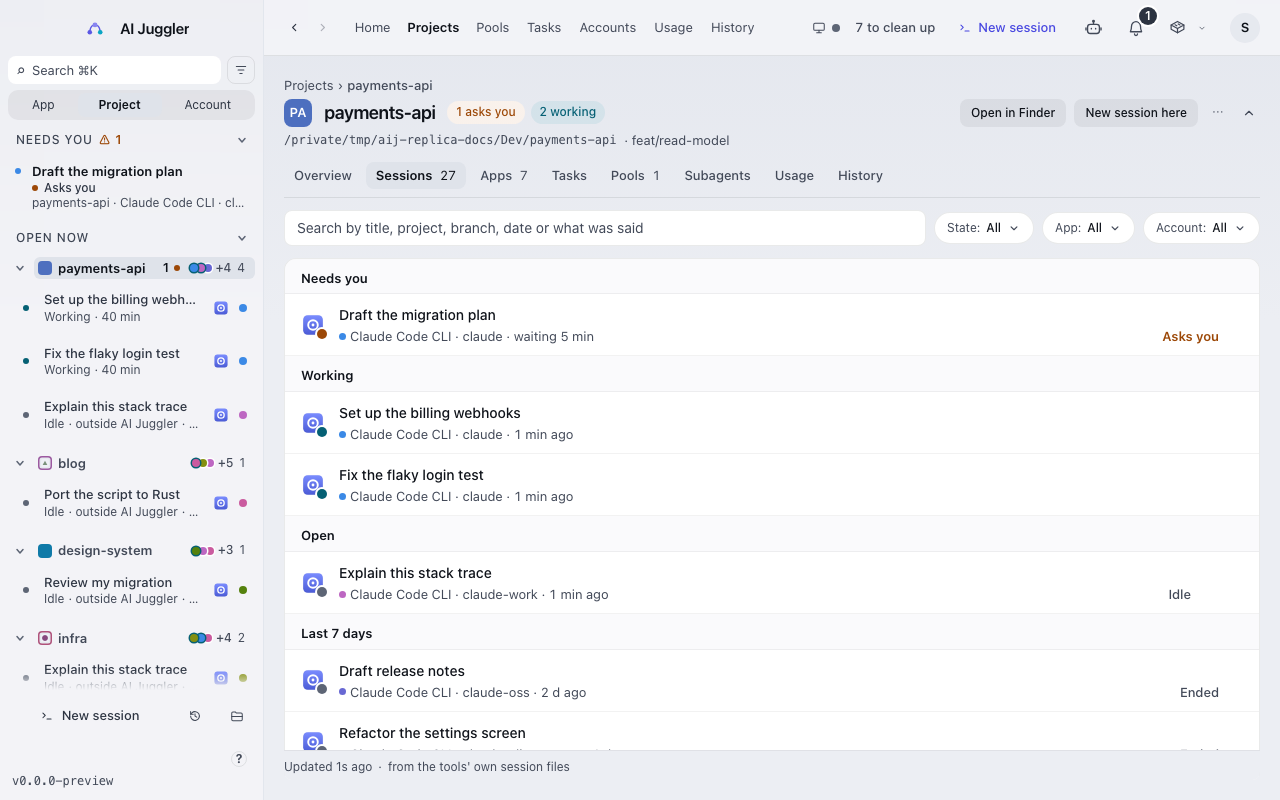 AI Juggler
Search ⌘K
App Project Account
NEEDS YOU 1
Draft the migration plan
Asks you
payments-api · Claude Code CLI · cl...
OPEN NOW
payments-api 1 +4 4
Set up the billing webh...
Working · 40 min
Fix the flaky login test
Working · 40 min
Explain this stack trace
Idle · outside AI Juggler · ...
blog +5 1
Port the script to Rust
Idle · outside AI Juggler · ...
design-system +3 1
Review my migration
Idle · outside AI Juggler · ...
infra +4 2
Explain this stack trace
Idle · outside AI Juggler · ...
New session
?
v0.0.0-preview
Home Projects Pools Tasks Accounts Usage History 7 to clean up New session 1 S
Projects › payments-api
PA payments-api 1 asks you 2 working Open in Finder New session here ···
/private/tmp/aij-replica-docs/Dev/payments-api · feat/read-model
Overview Sessions 27 Apps 7 Tasks Pools 1 Subagents Usage History
Search by title, project, branch, date or what was said State: All App: All Account: All
Needs you
Draft the migration plan
Claude Code CLI · claude · waiting 5 min Asks you
Working
Set up the billing webhooks
Claude Code CLI · claude · 1 min ago
Fix the flaky login test
Claude Code CLI · claude · 1 min ago
Open
Explain this stack trace
Claude Code CLI · claude-work · 1 min ago Idle
Last 7 days
Draft release notes
Claude Code CLI · claude-oss · 2 d ago Ended
Refactor the settings screen
Updated 1s ago · from the tools' own session files